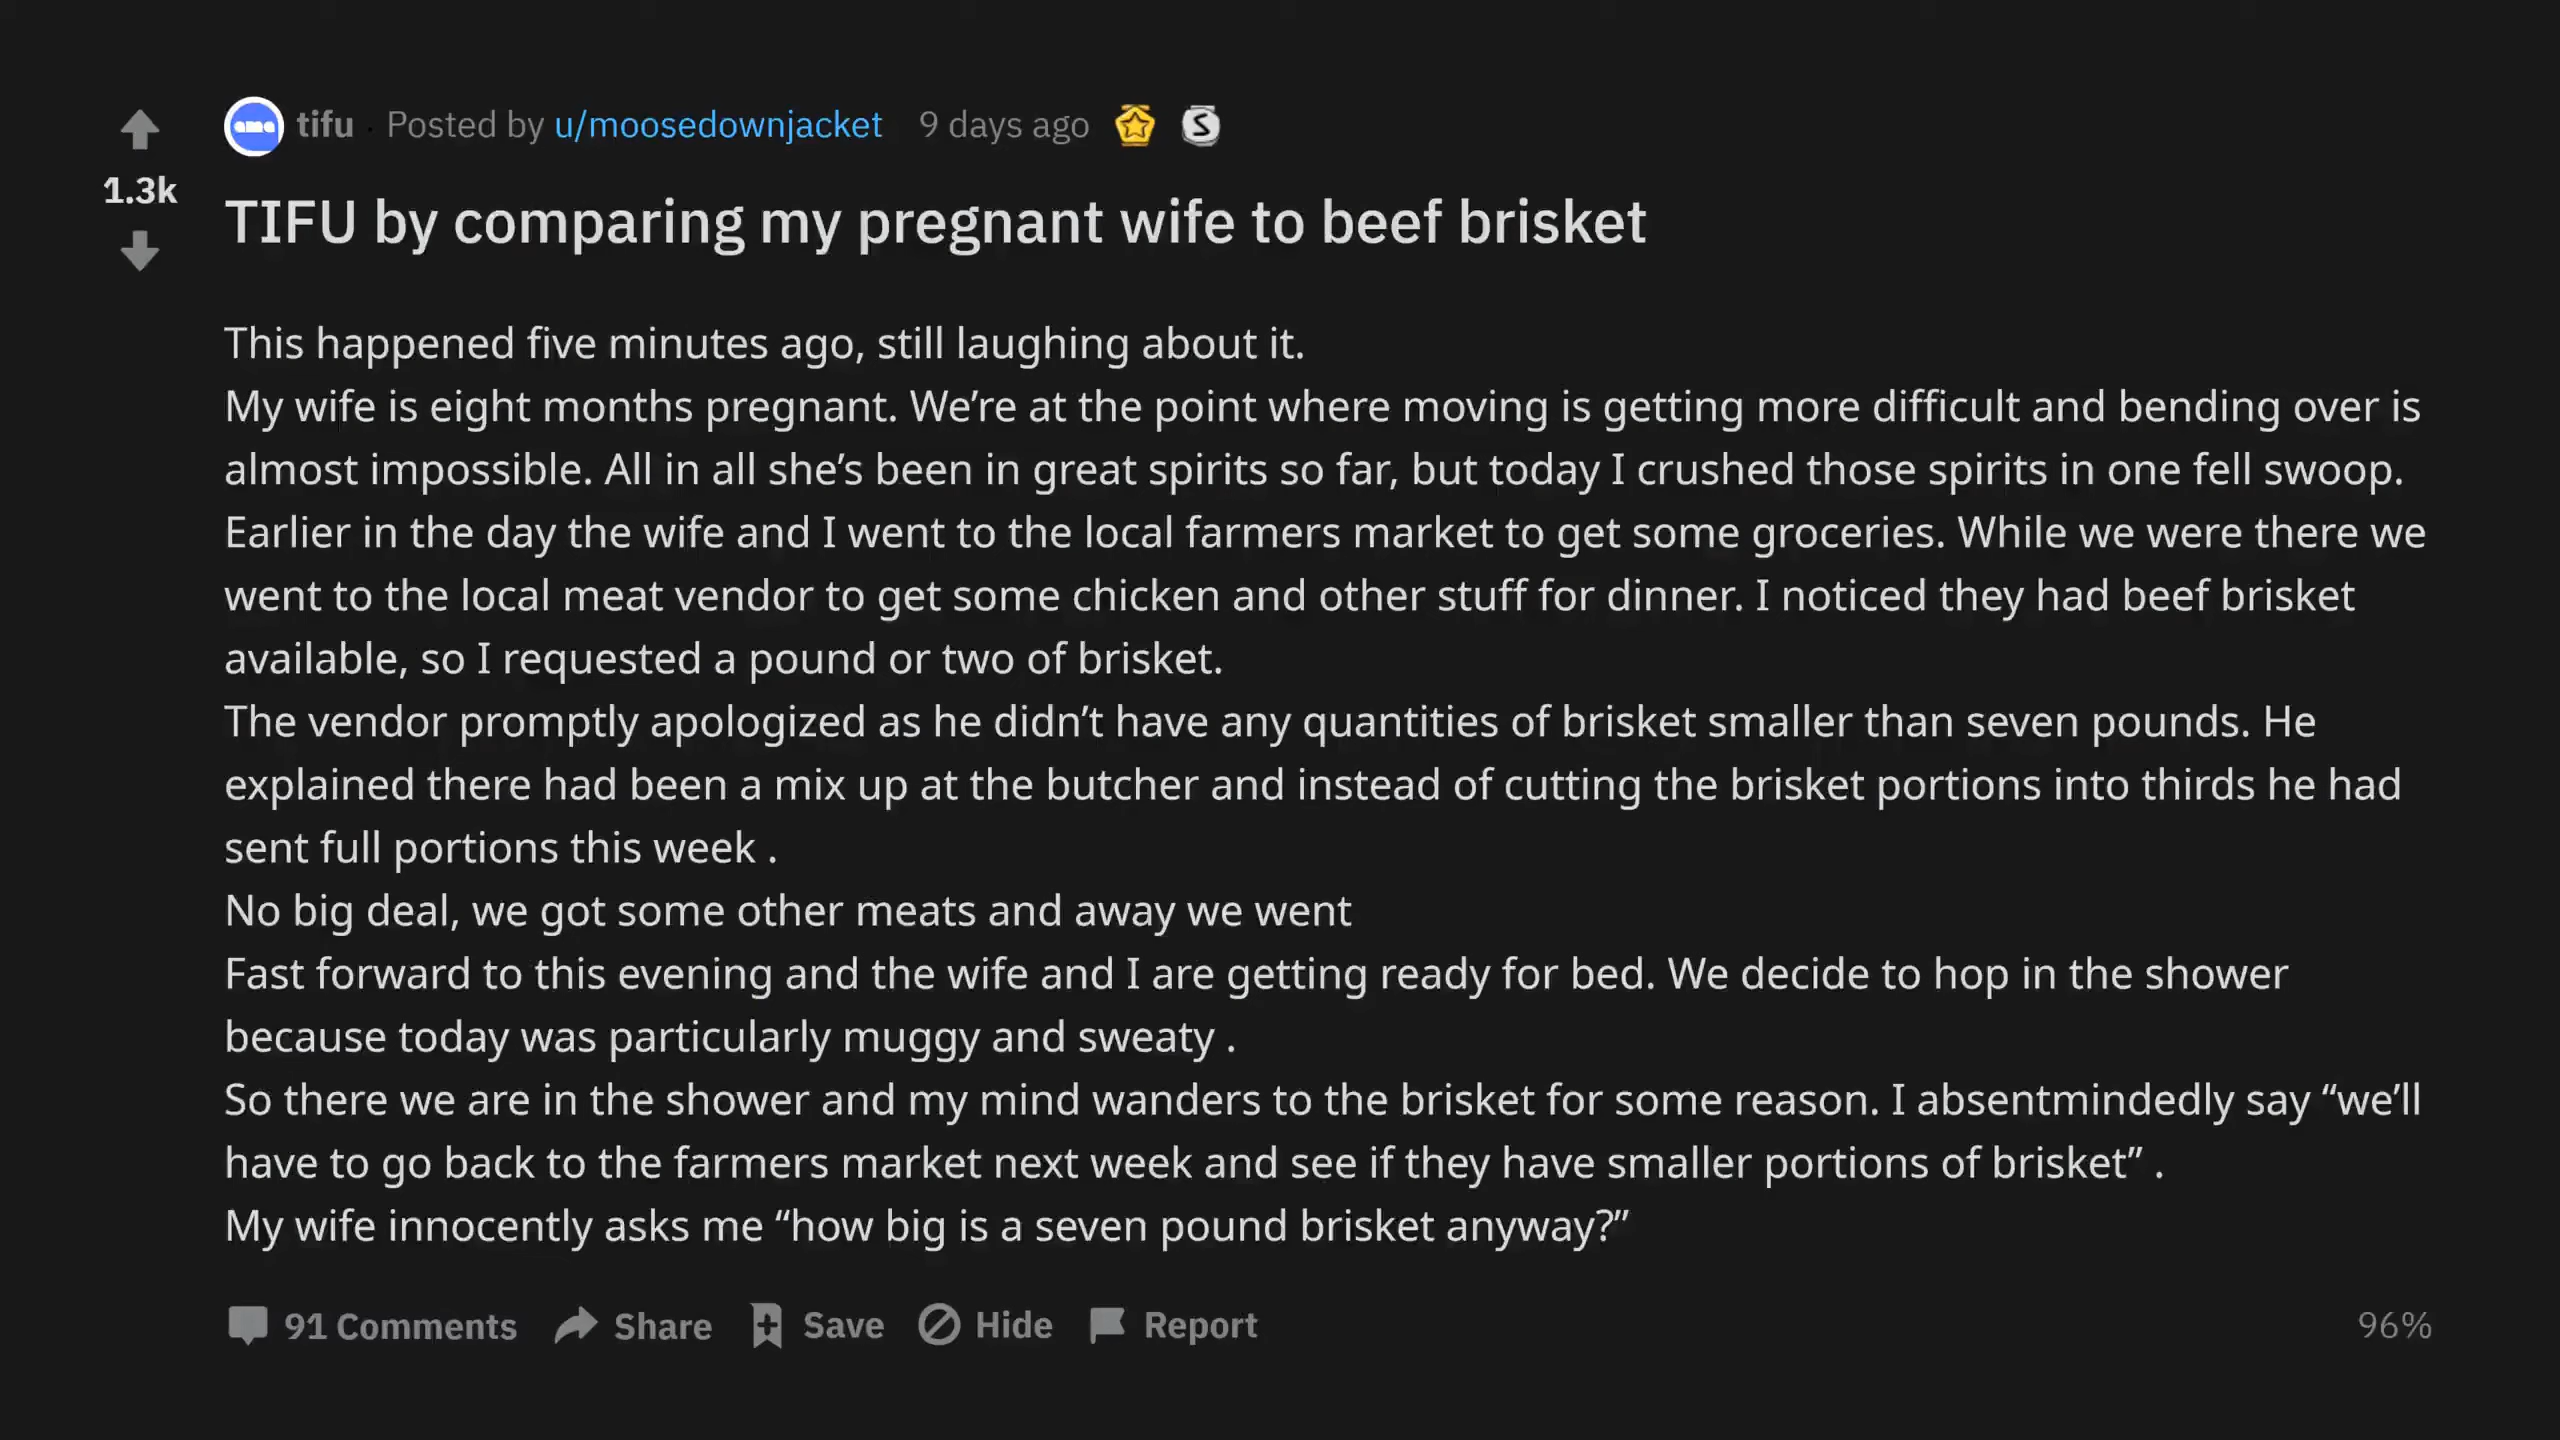 ama tifu · Posted by u/moosedownjacket 9 days ago S
1.3k
TIFU by comparing my pregnant wife to beef brisket
This happened five minutes ago, still laughing about it.
My wife is eight months pregnant. We’re at the point where moving is getting more difficult and bending over is
almost impossible. All in all she’s been in great spirits so far, but today I crushed those spirits in one fell swoop.
Earlier in the day the wife and I went to the local farmers market to get some groceries. While we were there we
went to the local meat vendor to get some chicken and other stuff for dinner. I noticed they had beef brisket
available, so I requested a pound or two of brisket.
The vendor promptly apologized as he didn’t have any quantities of brisket smaller than seven pounds. He
explained there had been a mix up at the butcher and instead of cutting the brisket portions into thirds he had
sent full portions this week .
No big deal, we got some other meats and away we went
Fast forward to this evening and the wife and I are getting ready for bed. We decide to hop in the shower
because today was particularly muggy and sweaty .
So there we are in the shower and my mind wanders to the brisket for some reason. I absentmindedly say “we’ll
have to go back to the farmers market next week and see if they have smaller portions of brisket” .
My wife innocently asks me “how big is a seven pound brisket anyway?”
91 Comments Share Save Hide Report 96%